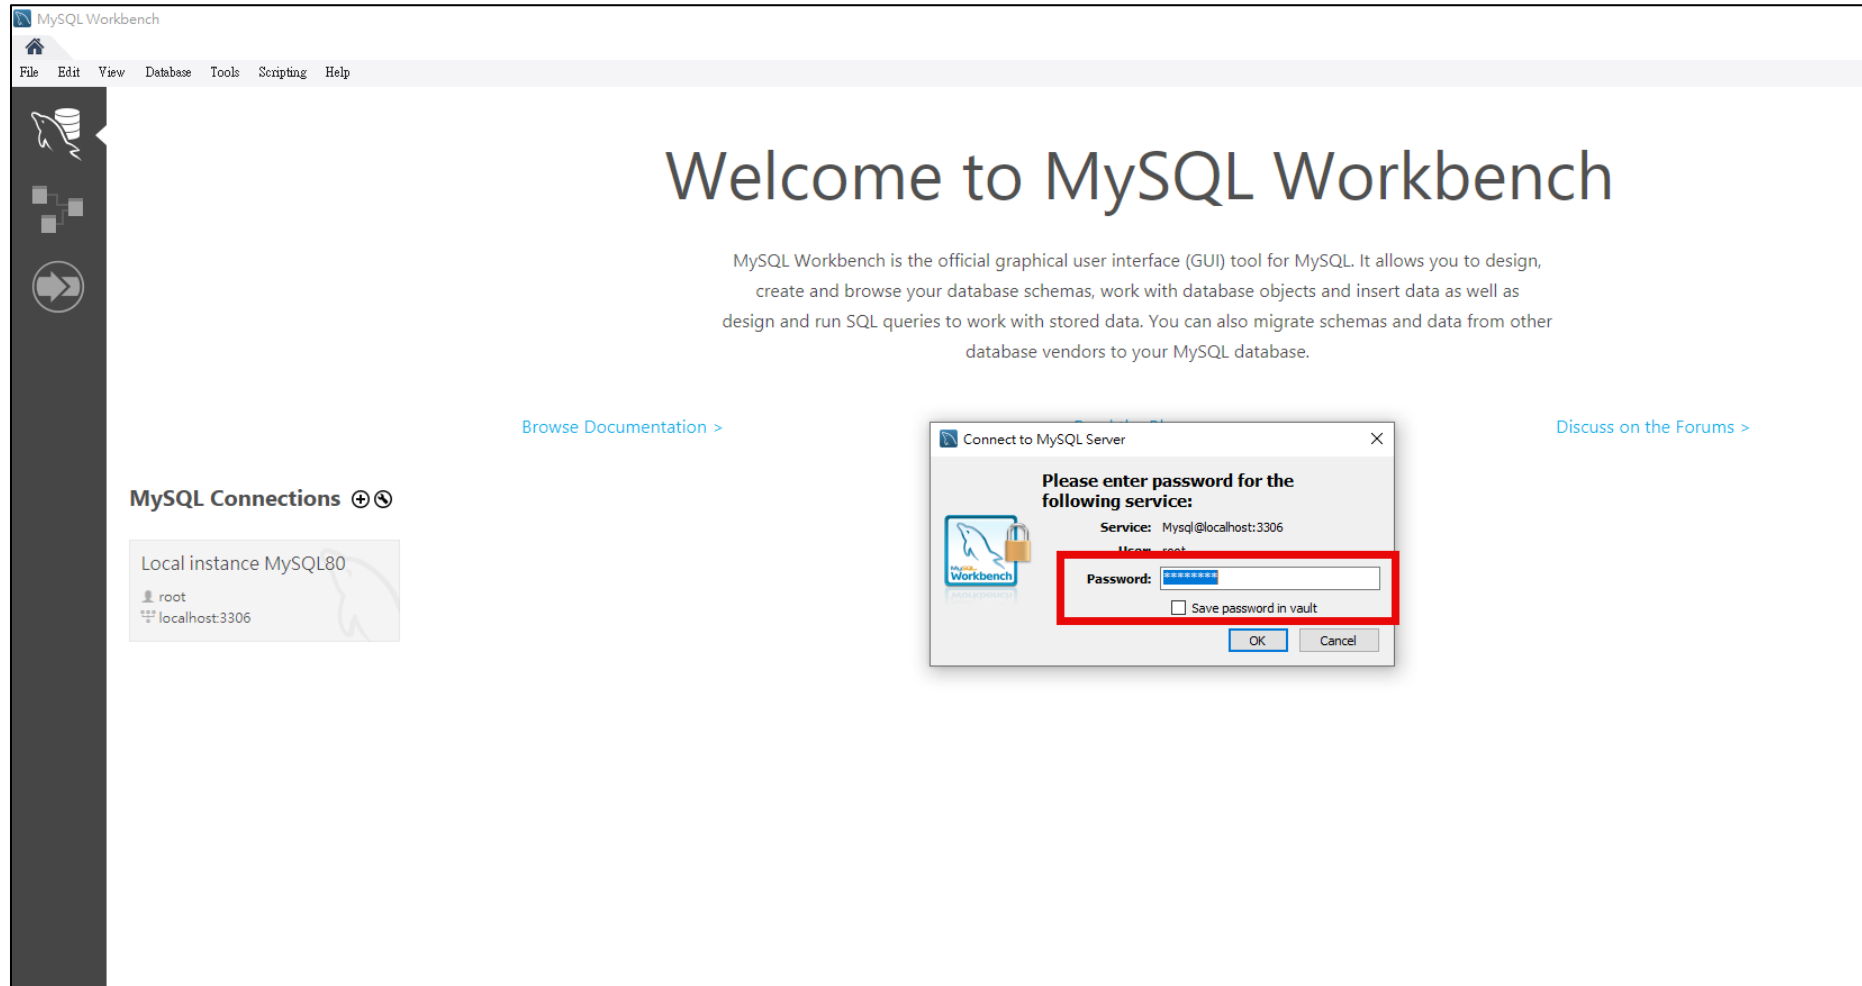 MySQL Workbench
File Edit View Database Tools Scripting Help
Welcome to MySQL Workbench
MySQL Workbench is the official graphical user interface (GUI) tool for MySQL. It allows you to design,
create and browse your database schemas, work with database objects and insert data as well as
design and run SQL queries to work with stored data. You can also migrate schemas and data from other
database vendors to your MySQL database.
Browse Documentation >
Discuss on the Forums >
MySQL Connections
Local instance MySQL80
root
localhost:3306
Connect to MySQL Server
Please enter password for the
following service:
Service: Mysql@localhost:3306
User: root
MySQL
Workbench
Password: ********
Save password in vault
OK Cancel